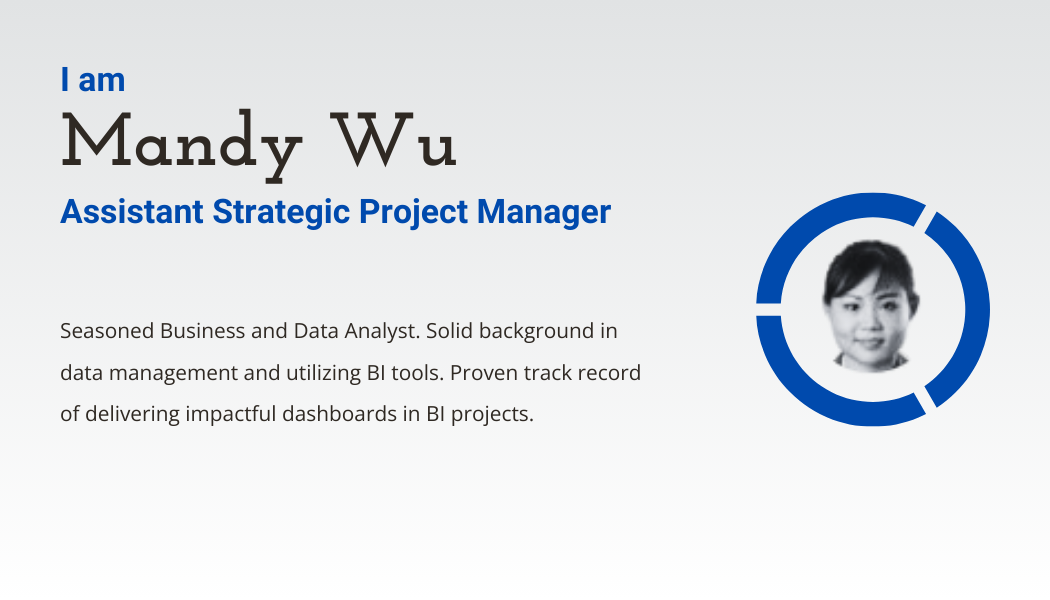 I am
Mandy Wu
Assistant Strategic Project Manager
Seasoned Business and Data Analyst. Solid background in
data management and utilizing BI tools. Proven track record
of delivering impactful dashboards in BI projects.